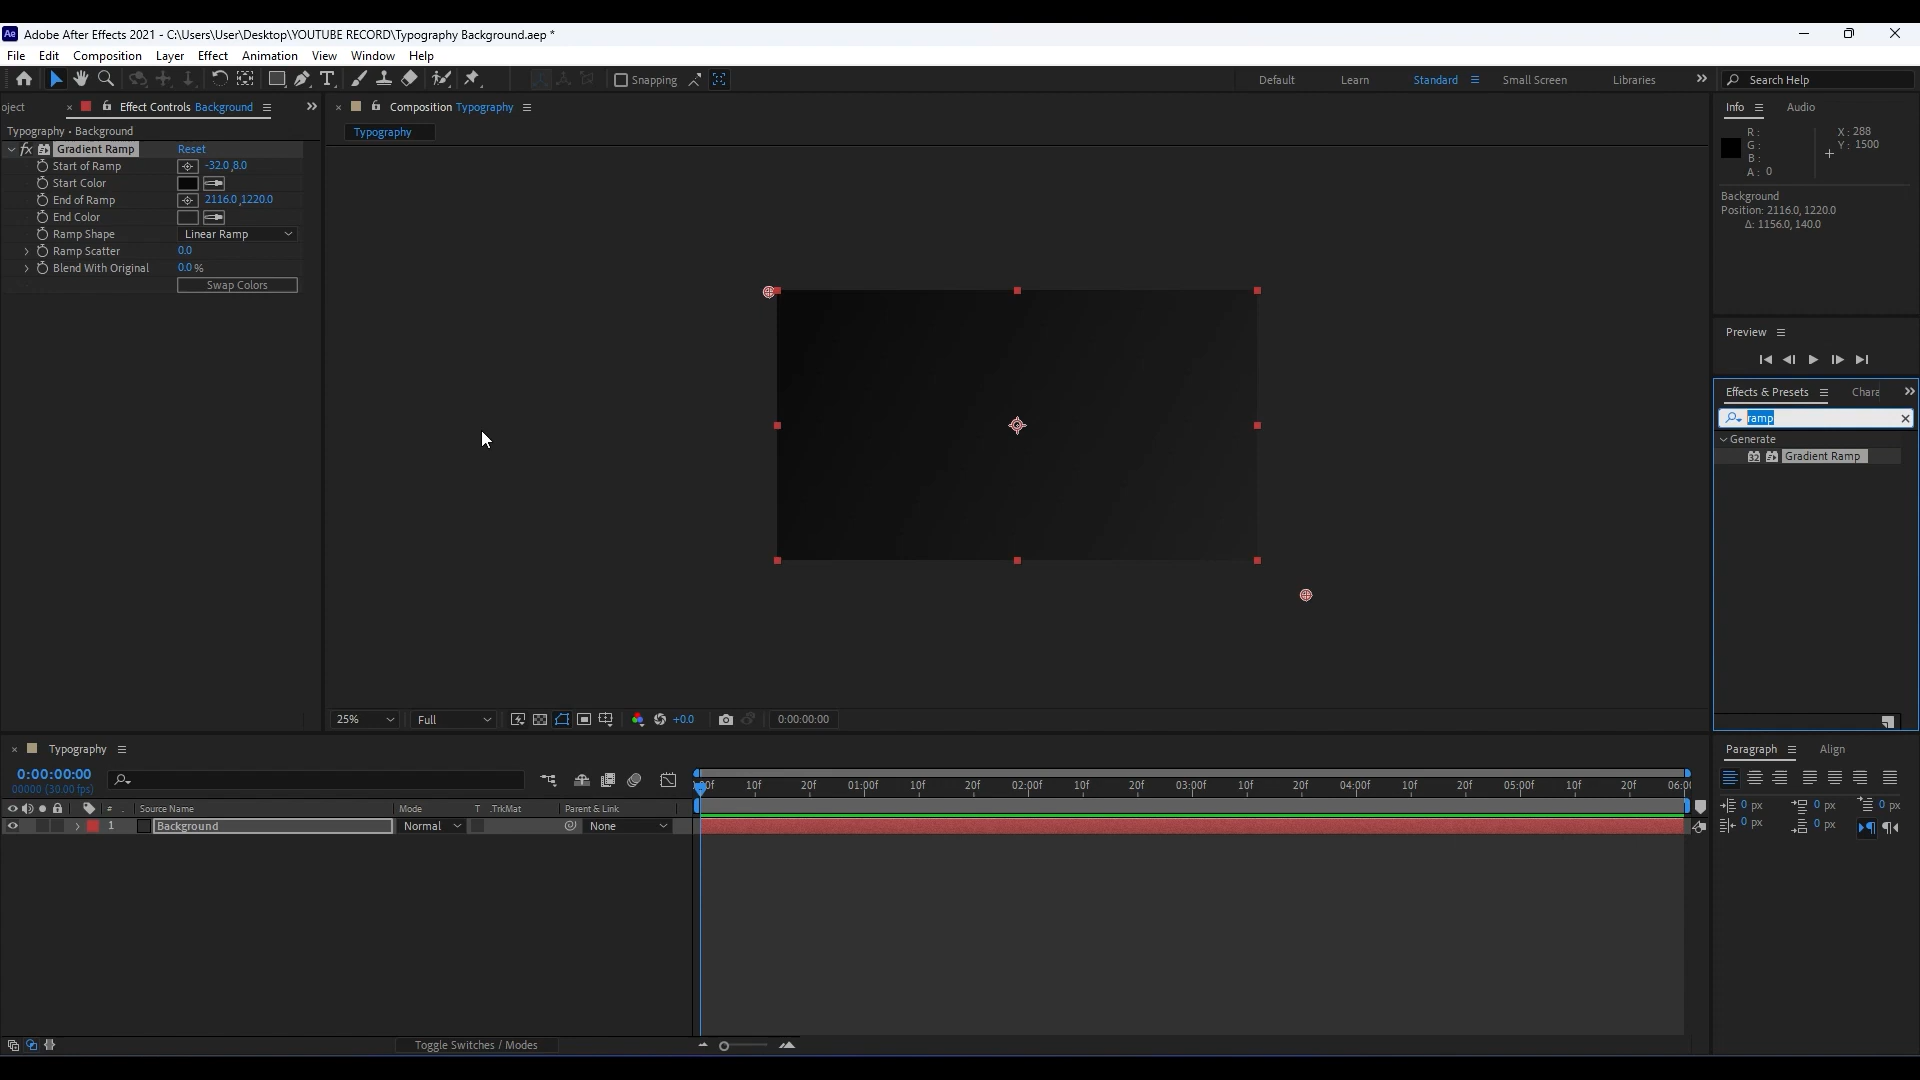 Ae Adobe After Effects 2021 - C:\Users\User\Desktop\YOUTUBE RECORD\Typography Background.aep *
File Edit Composition Layer Effect Animation View Window Help
Snapping Default Learn Standard Small Screen Libraries Search Help
oject Effect Controls Background
Typography • Background
fx Gradient Ramp Reset
Start of Ramp -32.0,8.0
Start Color
End of Ramp 2116.0,1220.0
End Color
Ramp Shape Linear Ramp
Ramp Scatter 0.0
Blend With Original 0.0%
Swap Colors
Composition Typography
Typography
25% Full +0.0 0:00:00:00
Info Audio
R: X: 288
G: Y: 1500
B:
A: 0
Background
Position: 2116.0, 1220.0
Δ: 1156.0, 140.0
Preview
Effects & Presets Chara
ramp
Generate
32 Gradient Ramp
Typography
0:00:00:00
00000 (30.00 fps)
# Source Name Mode T .TrkMat Parent & Link
1 Background Normal None
00f 10f 20f 01:00f 10f 20f 02:00f 10f 20f 03:00f 10f 20f 04:00f 10f 20f 05:00f 10f 20f 06:0
Toggle Switches / Modes
Paragraph Align
0 px 0 px 0 px
0 px 0 px